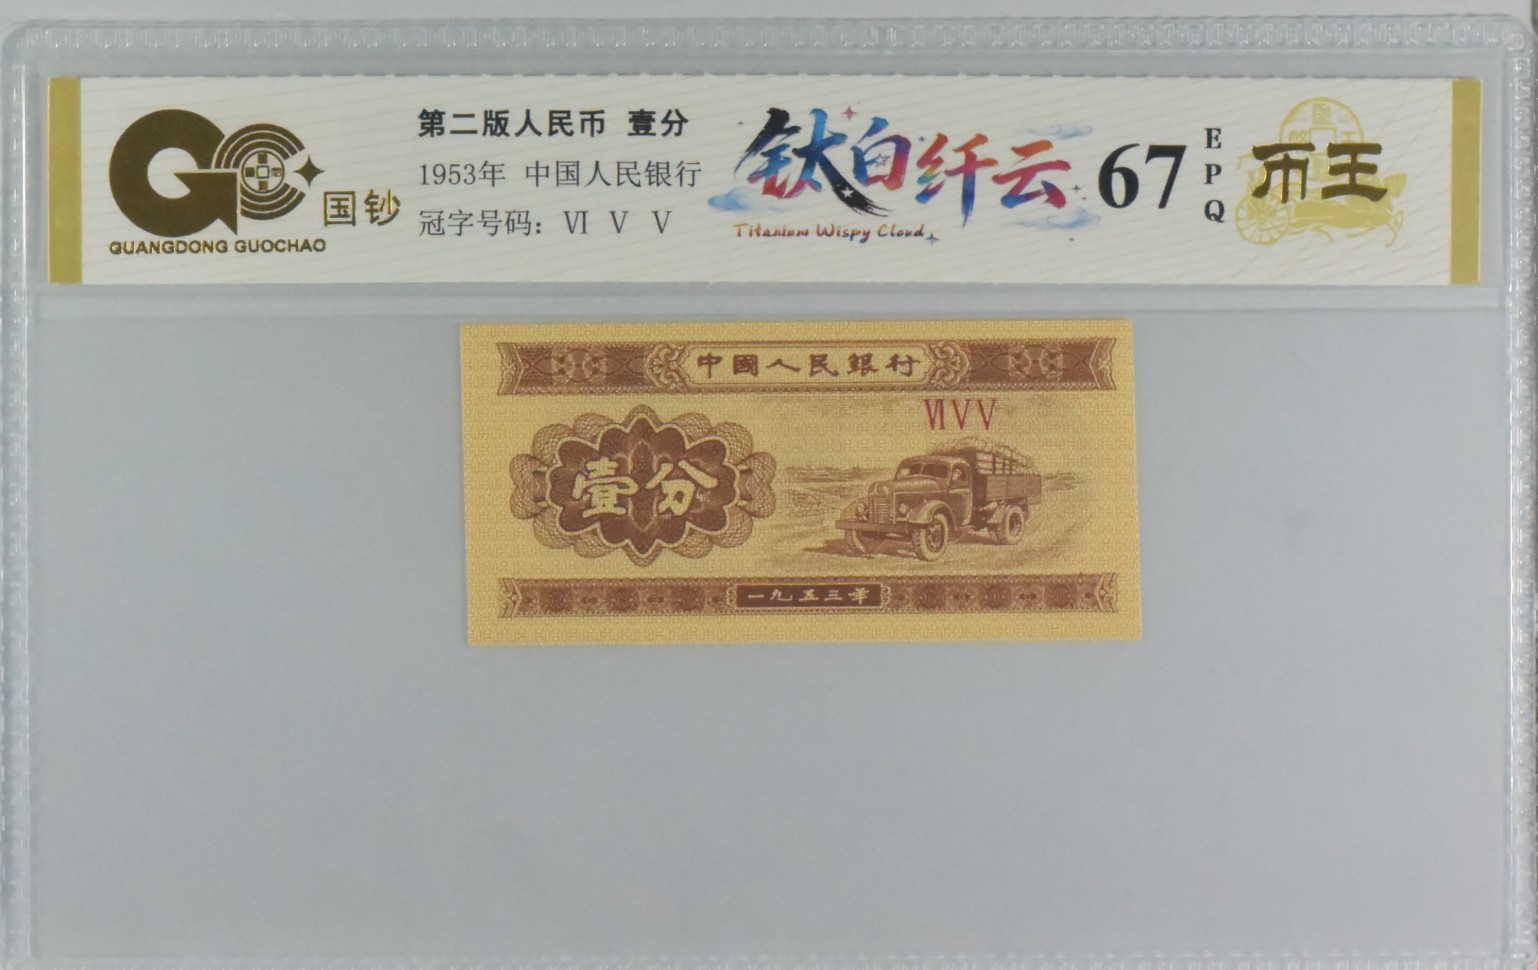 国钞
QUANGDONG GUOCHAO
第二版人民币 壹分
1953年 中国人民银行
冠字号码: Ⅵ Ⅴ Ⅴ
钛白纤云
Titanium Wispy Cloud
67
EPQ
币王
中國人民銀行
ⅥⅤⅤ
壹分
一九五三年